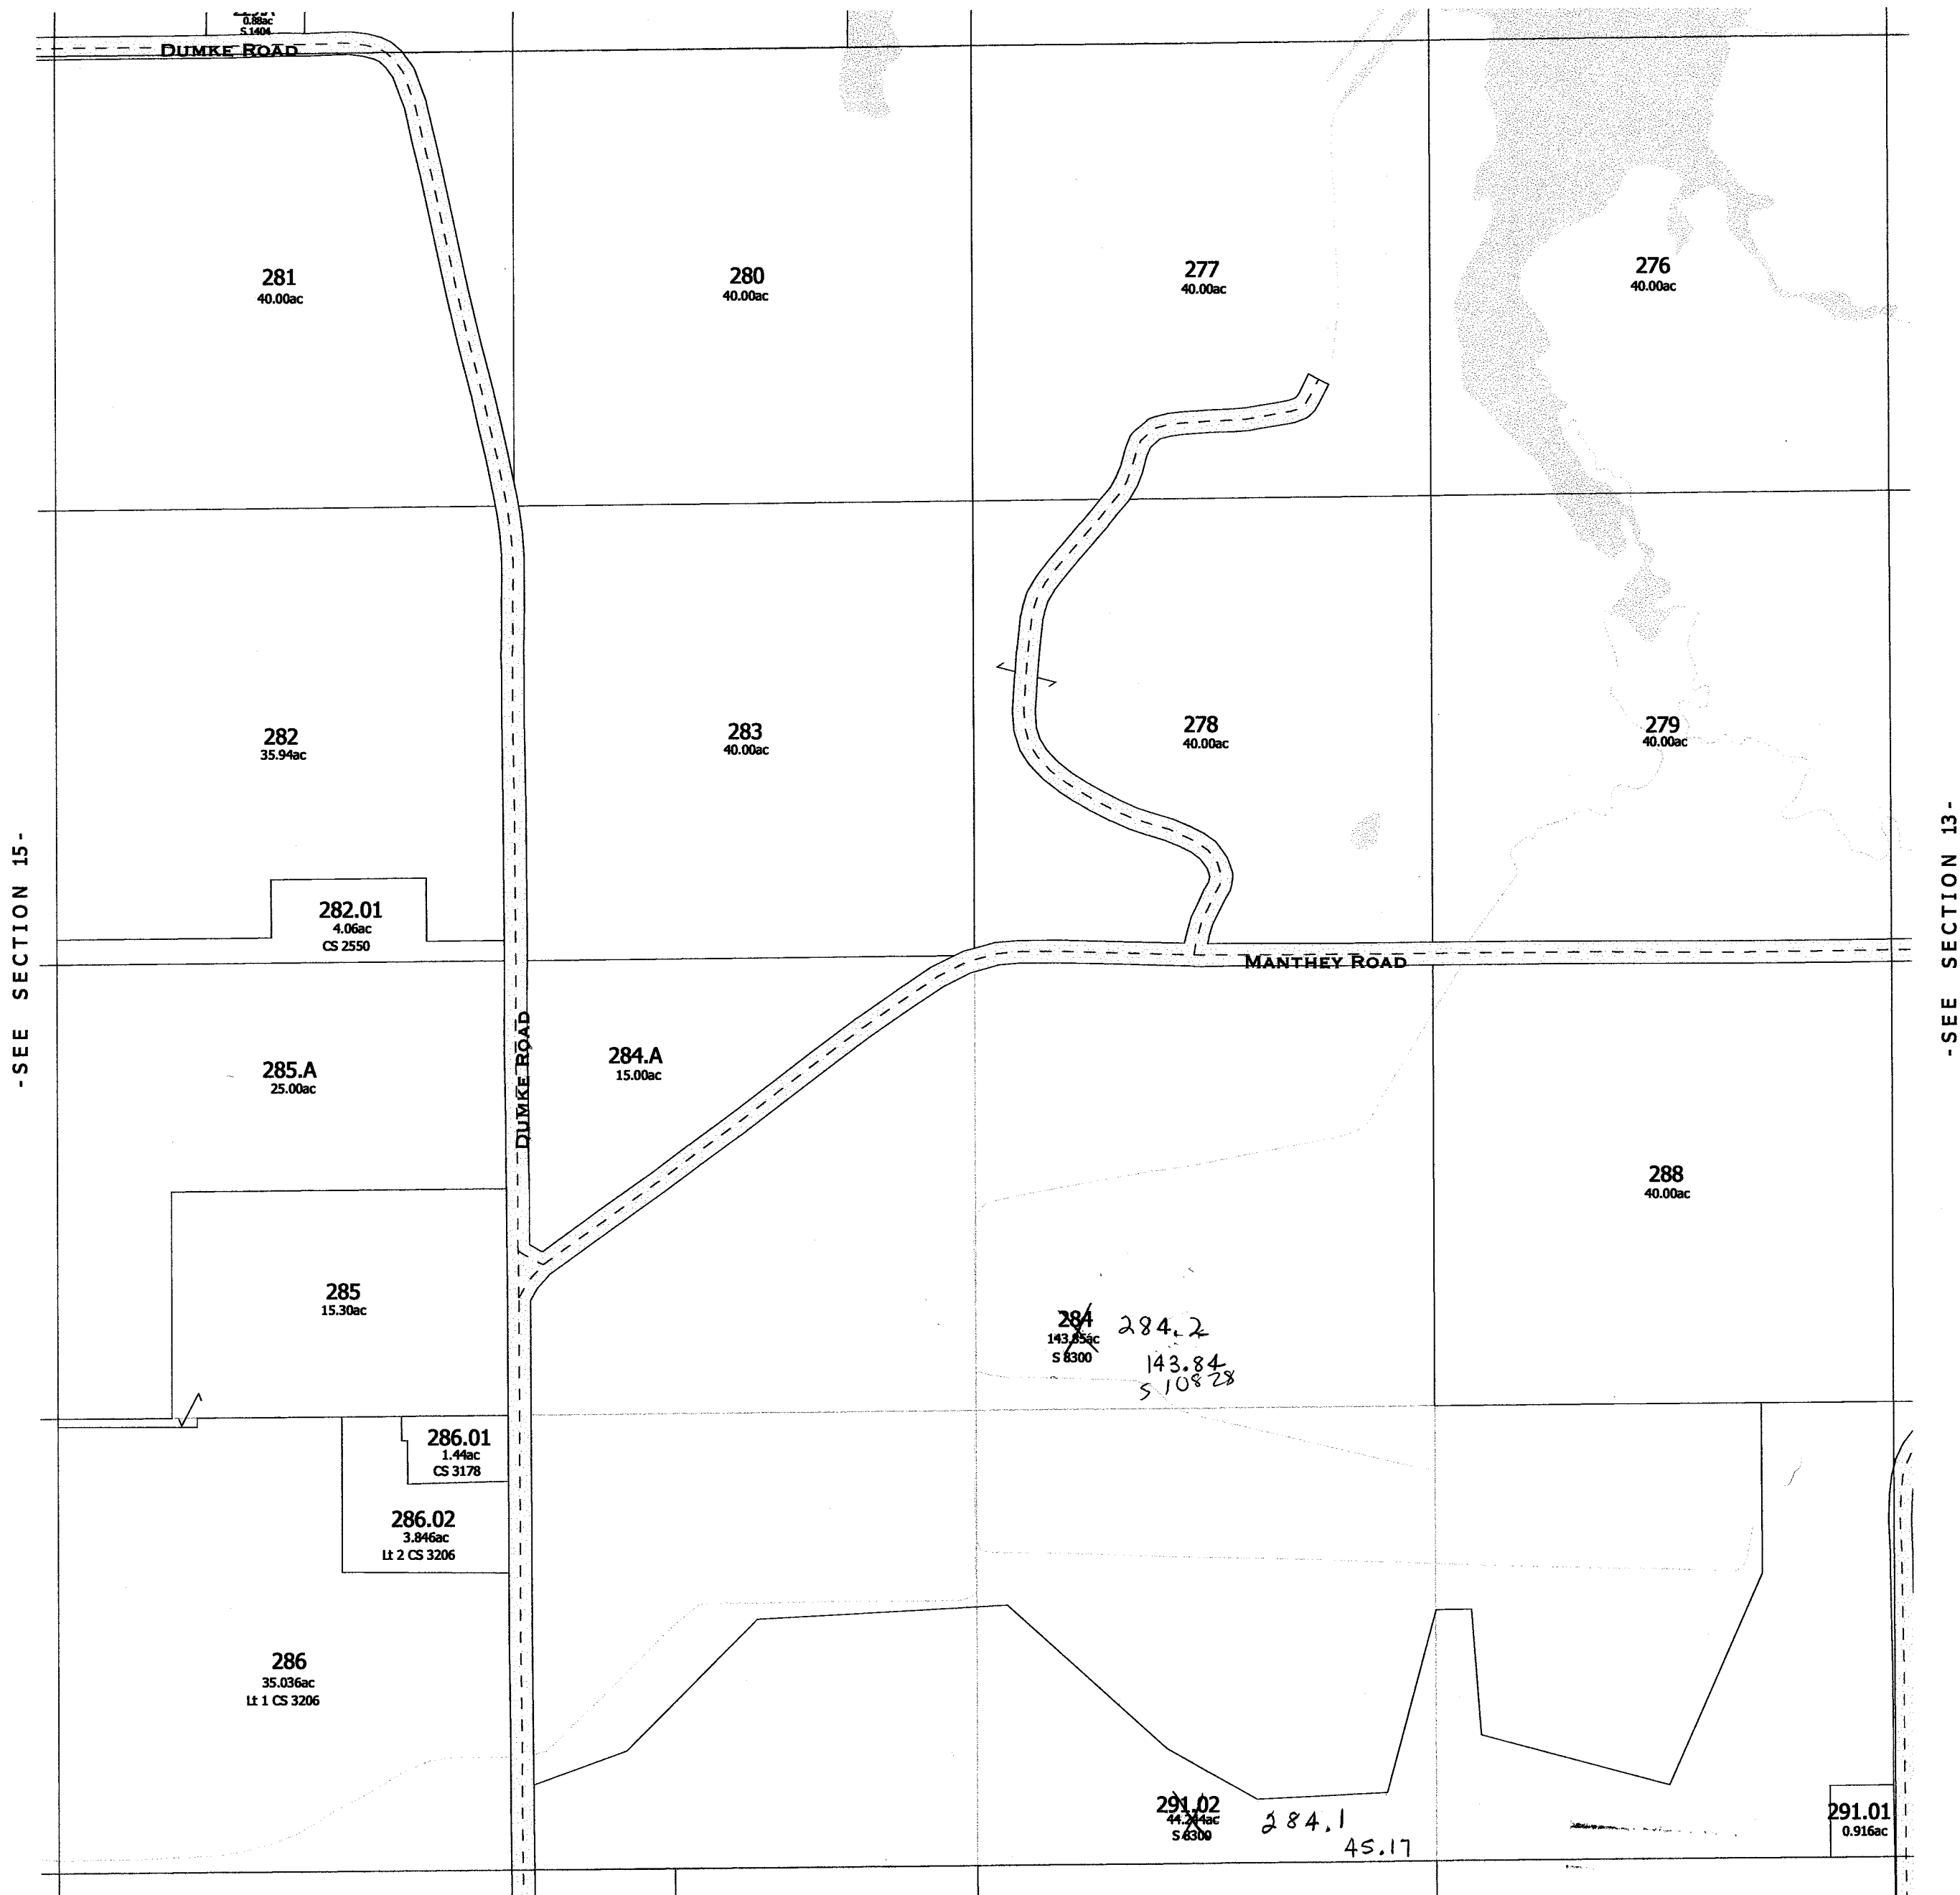 0.88ac
S 1404
DUMKE ROAD
281
40.00ac
280
40.00ac
277
40.00ac
276
40.00ac
282
35.94ac
283
40.00ac
278
40.00ac
279
40.00ac
-SEE SECTION 15-
-SEE SECTION 13-
282.01
4.06ac
CS 2550
MANTHEY ROAD
DUMKE ROAD
285.A
25.00ac
284.A
15.00ac
288
40.00ac
285
15.30ac
284
143.85ac
S 8300
284.2
143.84
S 10828
286.01
1.44ac
CS 3178
286.02
3.846ac
Lt 2 CS 3206
286
35.036ac
Lt 1 CS 3206
291.02
S 8300
284.1
45.17
291.01
0.916ac